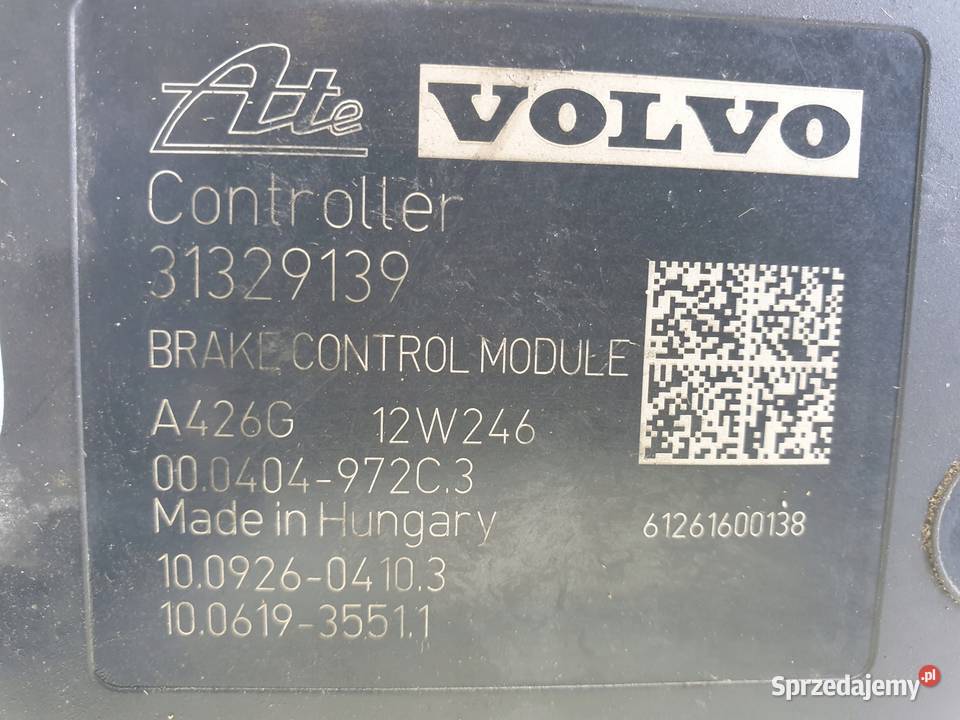 Ate VOLVO
Controller
31329139
BRAKE CONTROL MODULE
A426G 12W246
00.0404-972C.3
Made in Hungary
61261600138
10.0926-0410.3
10.0619-3551.1
Sprzedajemy.pl